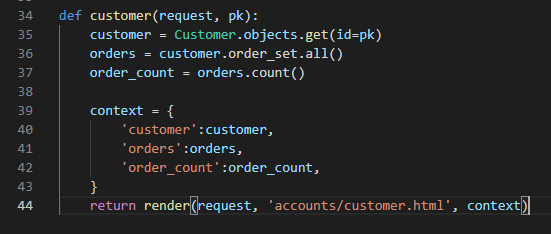 34 def customer(request, pk):
35     customer = Customer.objects.get(id=pk)
36     orders = customer.order_set.all()
37     order_count = orders.count()
38
39     context = {
40         'customer':customer,
41         'orders':orders,
42         'order_count':order_count,
43     }
44     return render(request, 'accounts/customer.html', context)